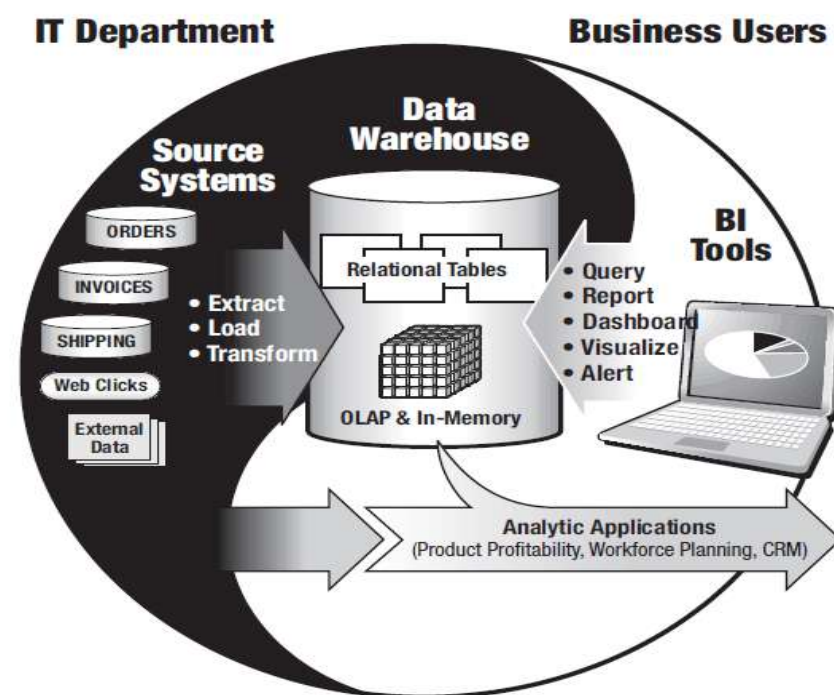 IT Department
Business Users
Data
Warehouse
Source
Systems
ORDERS
INVOICES
SHIPPING
Web Clicks
External
Data
• Extract
• Load
• Transform
Relational Tables
OLAP & In-Memory
• Query
• Report
• Dashboard
• Visualize
• Alert
BI
Tools
Analytic Applications
(Product Profitability, Workforce Planning, CRM)